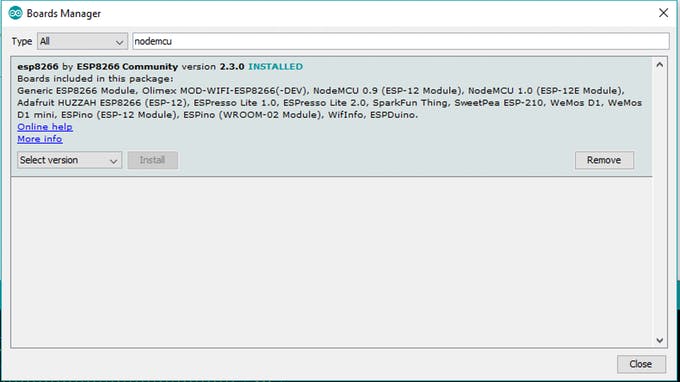 Boards Manager
Type All nodemcu
esp8266 by ESP8266 Community version 2.3.0 INSTALLED
Boards included in this package:
Generic ESP8266 Module, Olimex MOD-WIFI-ESP8266(-DEV), NodeMCU 0.9 (ESP-12 Module), NodeMCU 1.0 (ESP-12E Module),
Adafruit HUZZAH ESP8266 (ESP-12), ESPresso Lite 1.0, ESPresso Lite 2.0, SparkFun Thing, SweetPea ESP-210, WeMos D1, WeMos
D1 mini, ESPino (ESP-12 Module), ESPino (WROOM-02 Module), WifInfo, ESPDuino.
Online help
More info
Select version Install Remove
Close